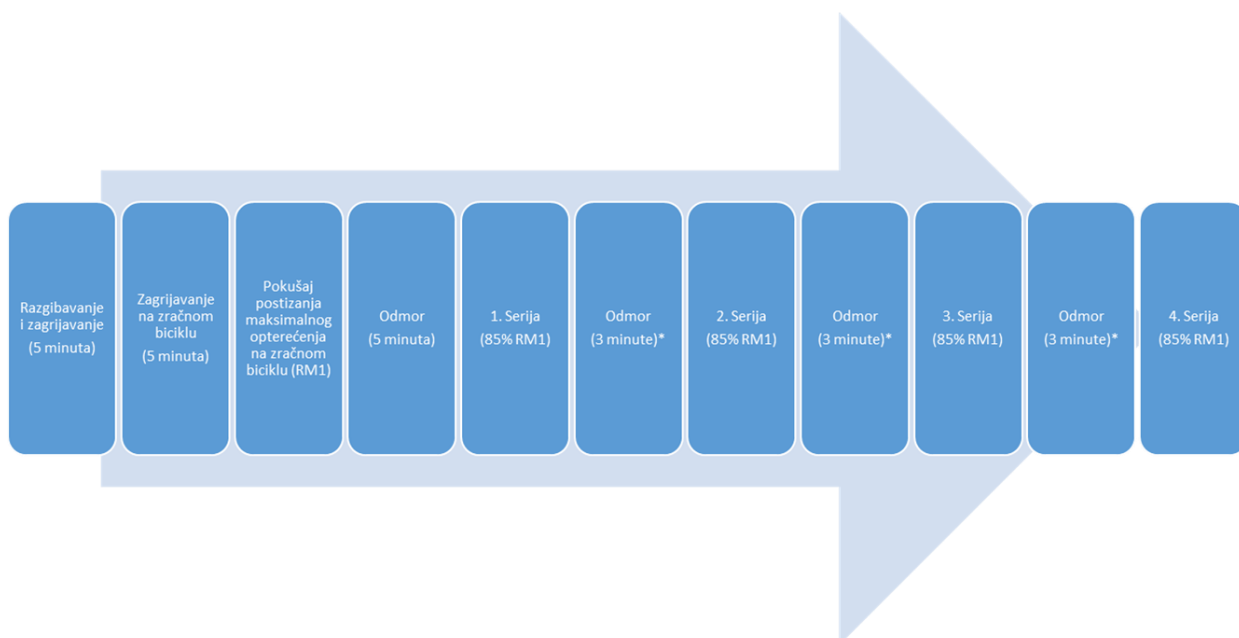 Razgibavanje
i zagrijavanje
(5 minuta)
Zagrijavanje
na zračnom
biciklu
(5 minuta)
Pokušaj
postizanja
maksimalnog
opterećenja
na zračnom
biciklu (RM1)
Odmor
(5 minuta)
1. Serija
(85% RM1)
Odmor
(3 minute)*
2. Serija
(85% RM1)
Odmor
(3 minute)*
3. Serija
(85% RM1)
Odmor
(3 minute)*
4. Serija
(85% RM1)